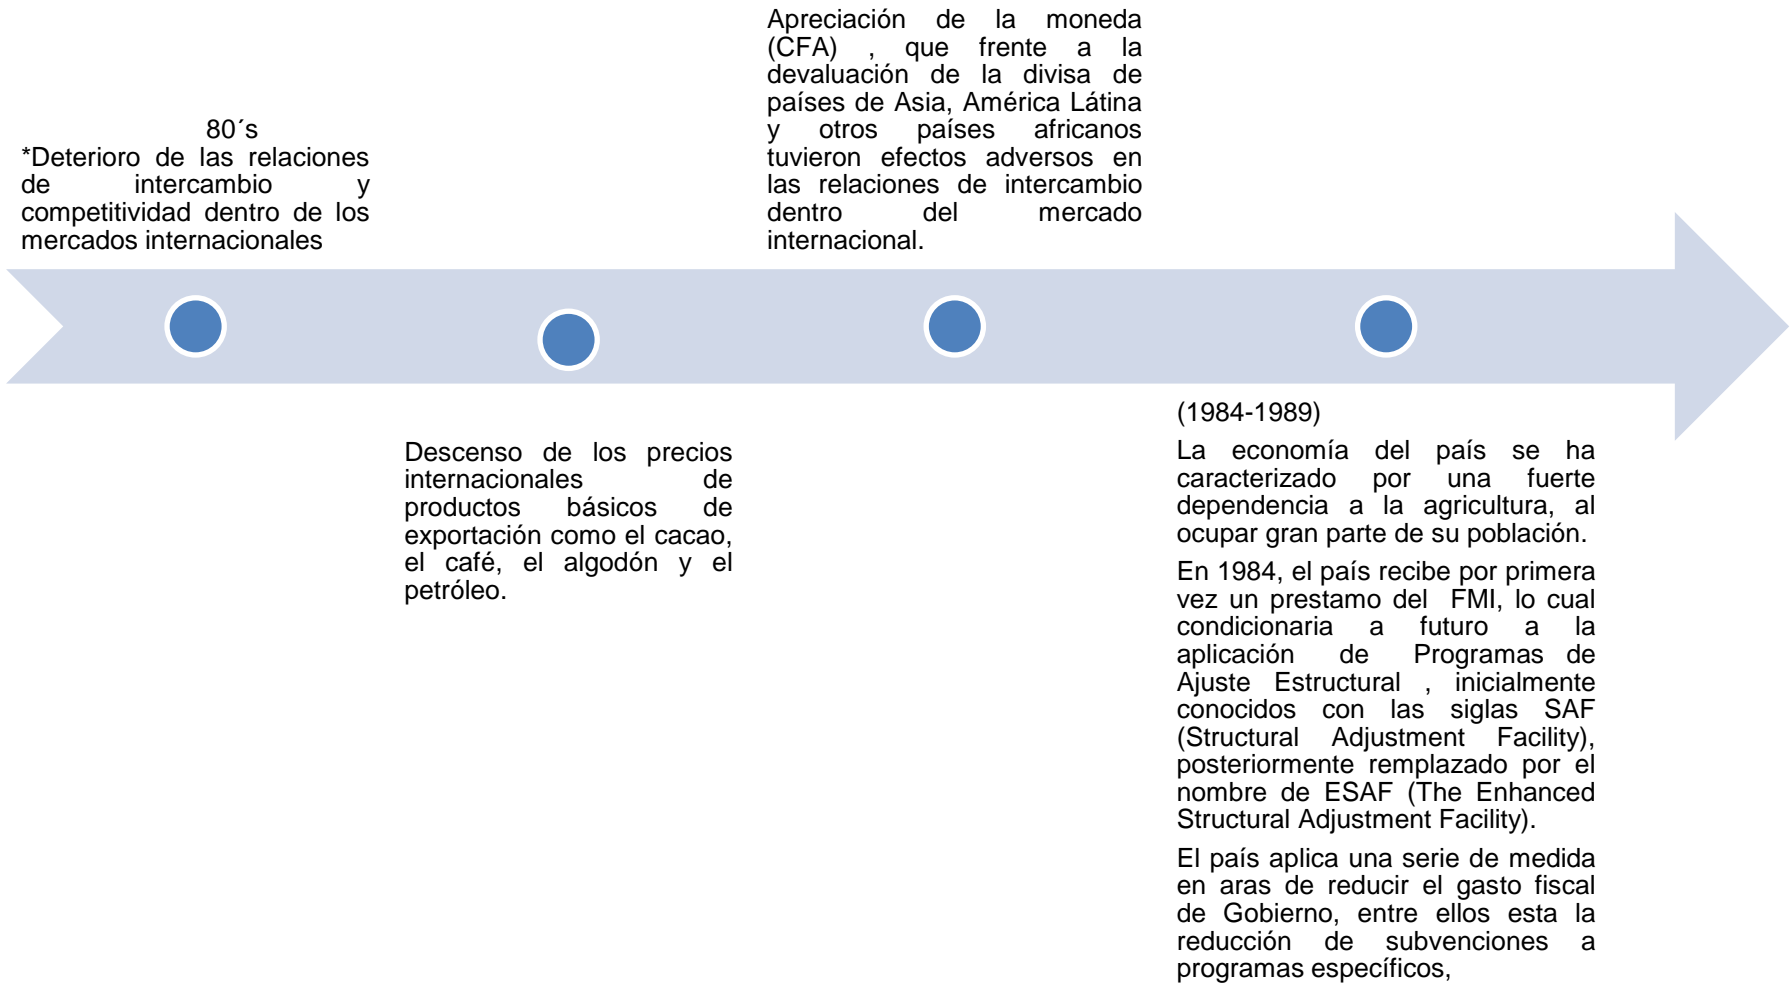 80´s
*Deterioro de las relaciones
de intercambio y
competitividad dentro de los
mercados internacionales
Descenso de los precios
internacionales de
productos básicos de
exportación como el cacao,
el café, el algodón y el
petróleo.
Apreciación de la moneda
(CFA) , que frente a la
devaluación de la divisa de
países de Asia, América Látina
y otros países africanos
tuvieron efectos adversos en
las relaciones de intercambio
dentro del mercado
internacional.
(1984-1989)
La economía del país se ha
caracterizado por una fuerte
dependencia a la agricultura, al
ocupar gran parte de su población.
En 1984, el país recibe por primera
vez un prestamo del FMI, lo cual
condicionaria a futuro a la
aplicación de Programas de
Ajuste Estructural , inicialmente
conocidos con las siglas SAF
(Structural Adjustment Facility),
posteriormente remplazado por el
nombre de ESAF (The Enhanced
Structural Adjustment Facility).
El país aplica una serie de medida
en aras de reducir el gasto fiscal
de Gobierno, entre ellos esta la
reducción de subvenciones a
programas específicos,